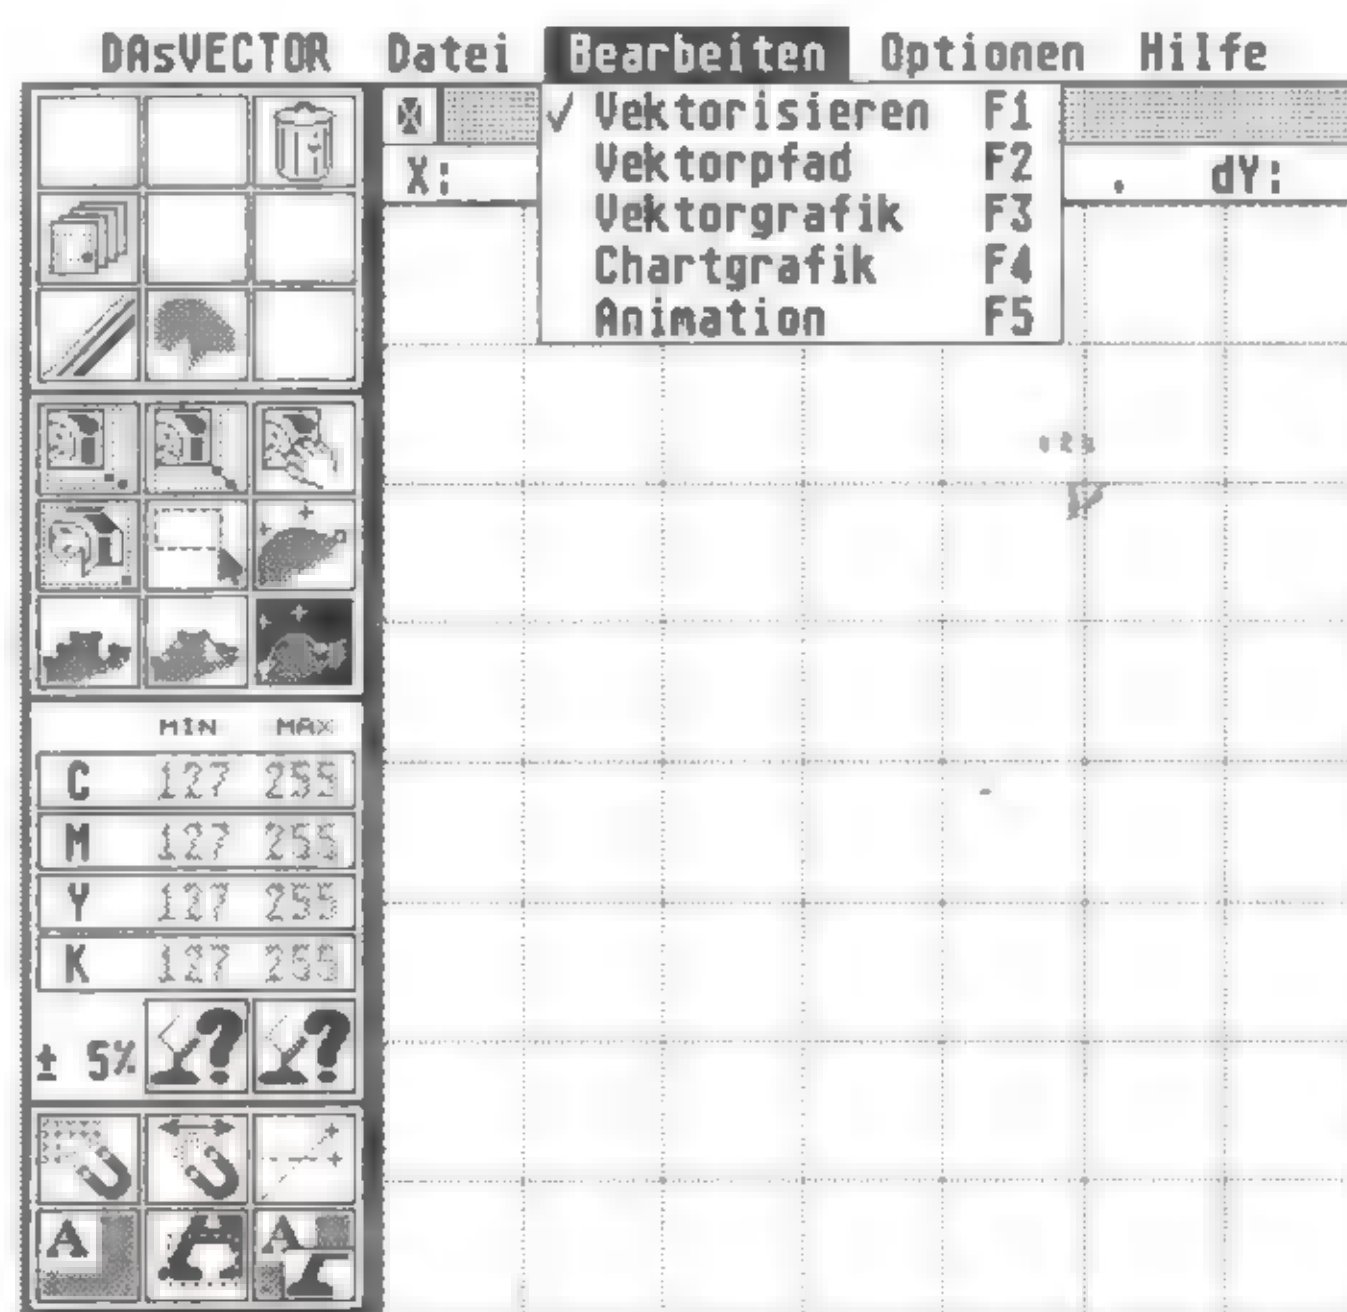 DAsVECTOR Datei Bearbeiten Optionen Hilfe
✓ Vektorisieren F1
Vektorpfad F2
Vektorgrafik F3
Chartgrafik F4
Animation F5
X: dY:
MIN MAX
C 127 255
M 127 255
Y 127 255
K 127 255
± 5%